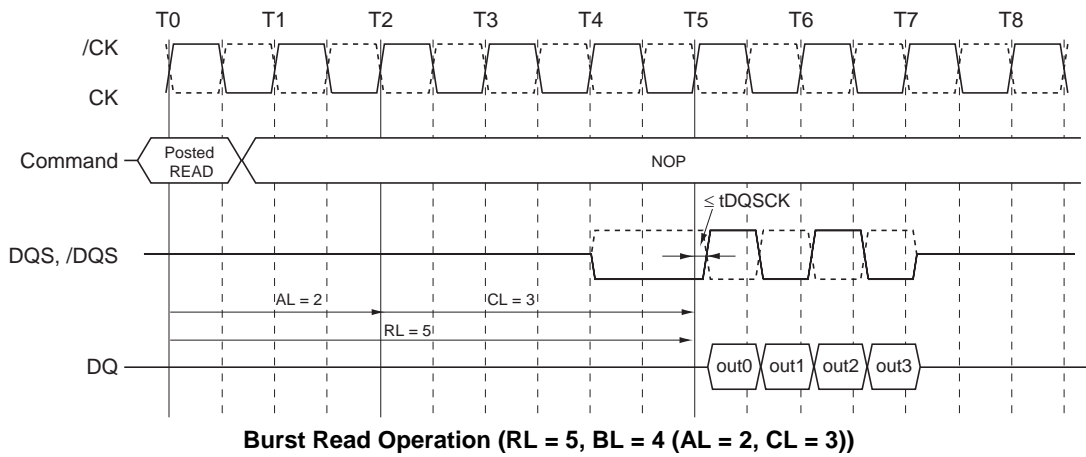 T0 T1 T2 T3 T4 T5 T6 T7 T8
/CK
CK
Command
Posted
READ
NOP
≤ tDQSCK
DQS, /DQS
AL = 2
CL = 3
RL = 5
DQ
out0 out1 out2 out3
Burst Read Operation (RL = 5, BL = 4 (AL = 2, CL = 3))